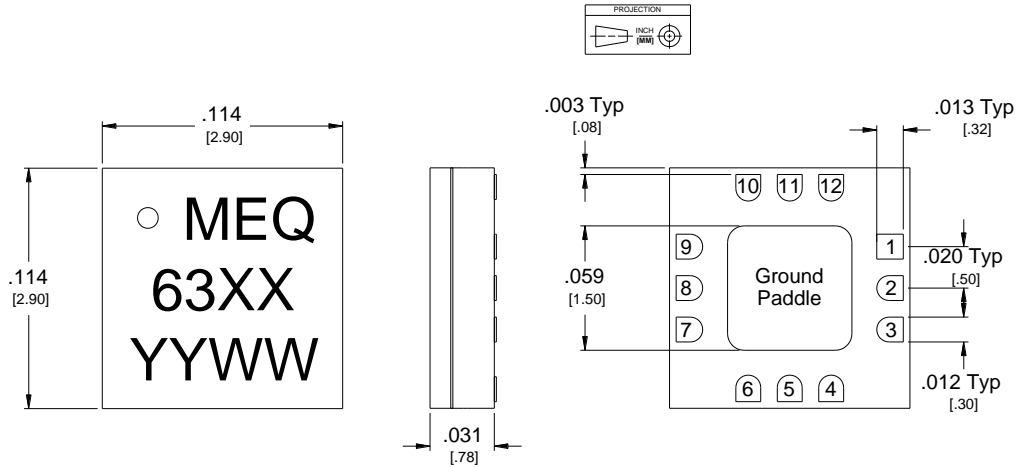 PROJECTION
INCH
[MM]
.114
[2.90]
.114
[2.90]
MEQ
63XX
YYWW
.031
[.78]
.003 Typ
[.08]
.013 Typ
[.32]
10 11 12
9
8
7
1
2
3
6 5 4
Ground
Paddle
.059
[1.50]
.020 Typ
[.50]
.012 Typ
[.30]